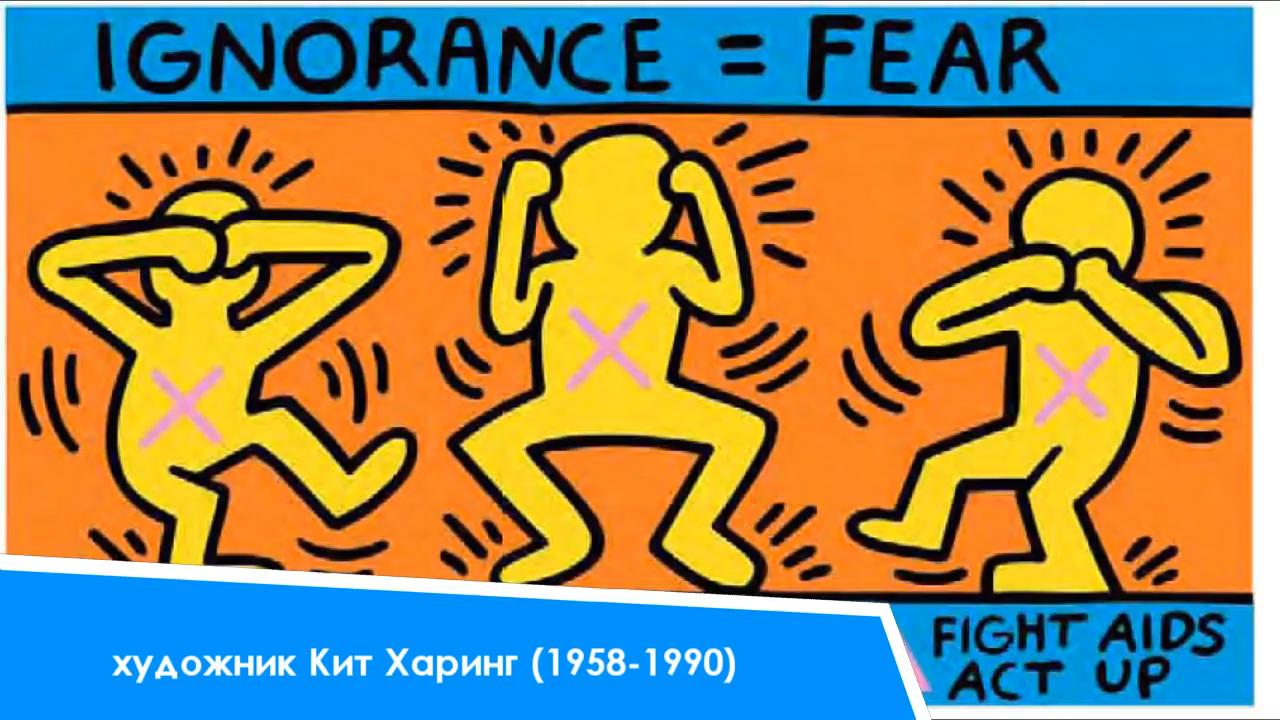 IGNORANCE = FEAR
FIGHT AIDS
ACT UP
художник Кит Харинг (1958-1990)